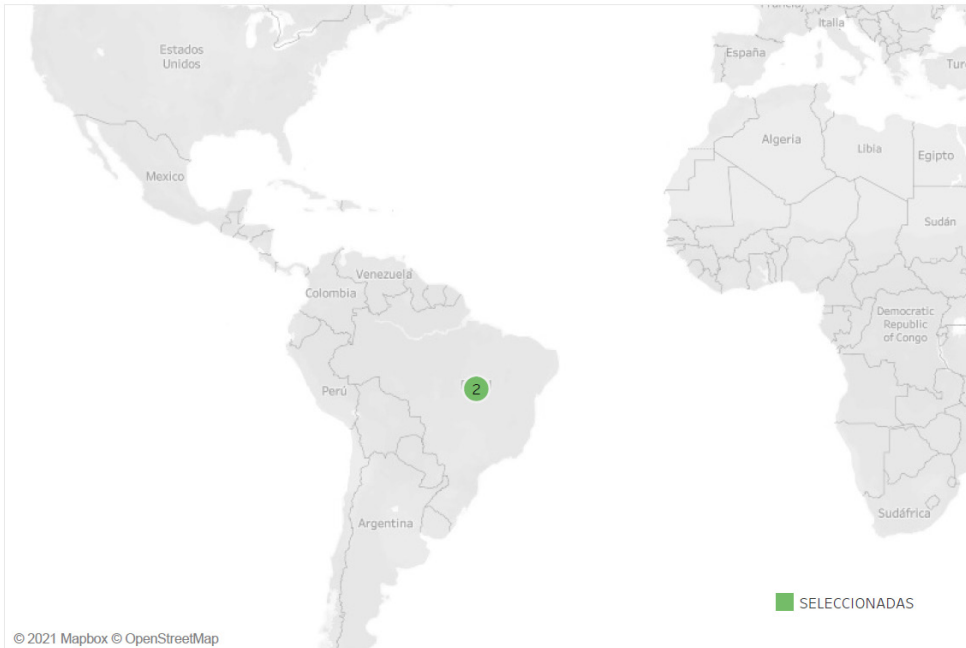 Francia
Italia
Estados
Unidos
España
Tur
Algeria
Libia
Egipto
Mexico
Sudán
Venezuela
Colombia
Democratic
Republic
of Congo
Perú
2
Sudáfrica
Argentina
SELECCIONADAS
© 2021 Mapbox © OpenStreetMap